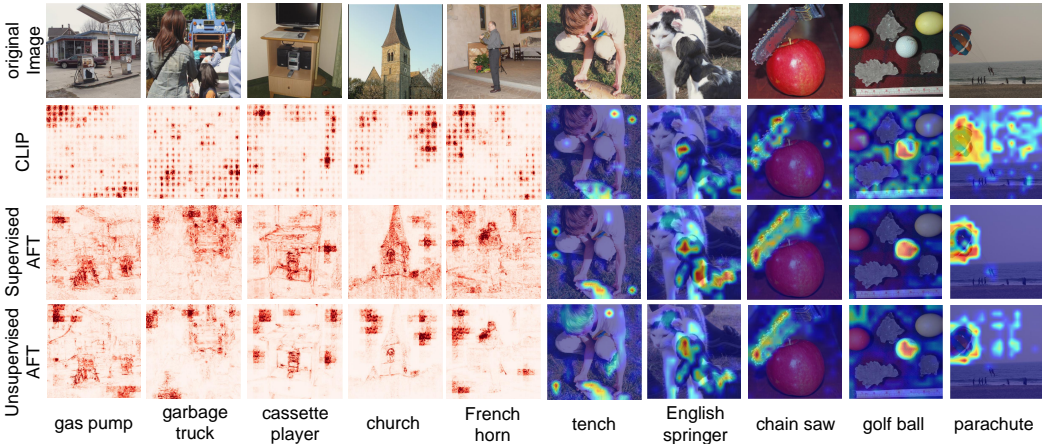 original
Image
CLIP
Supervised
AFT
Unsupervised
AFT
gas pump
garbage
truck
cassette
player
church
French
horn
tench
English
springer
chain saw
golf ball
parachute